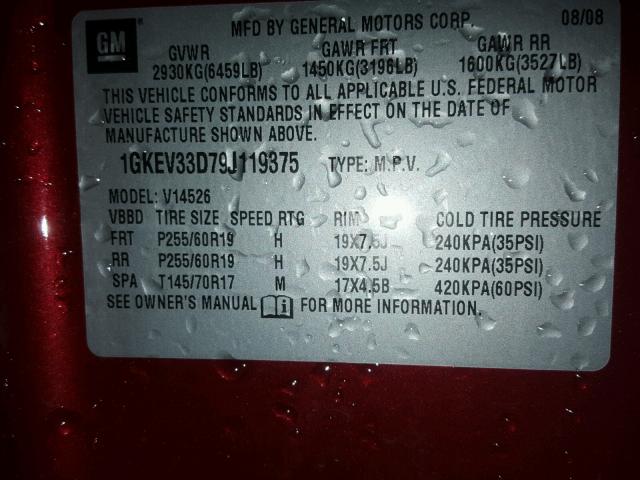 GM
MFD BY GENERAL MOTORS CORP. 08/08
GVWR GAWR FRT GAWR RR
2930KG(6459LB) 1450KG(3196LB) 1600KG(3527LB)
THIS VEHICLE CONFORMS TO ALL APPLICABLE U.S. FEDERAL MOTOR
VEHICLE SAFETY STANDARDS IN EFFECT ON THE DATE OF
MANUFACTURE SHOWN ABOVE.
1GKEV33D79J119375 TYPE: M.P.V.
MODEL: V14526
VBBD TIRE SIZE SPEED RTG RIM COLD TIRE PRESSURE
FRT P255/60R19 H 19X7.5J 240KPA(35PSI)
RR P255/60R19 H 19X7.5J 240KPA(35PSI)
SPA T145/70R17 M 17X4.5B 420KPA(60PSI)
SEE OWNER'S MANUAL i FOR MORE INFORMATION.